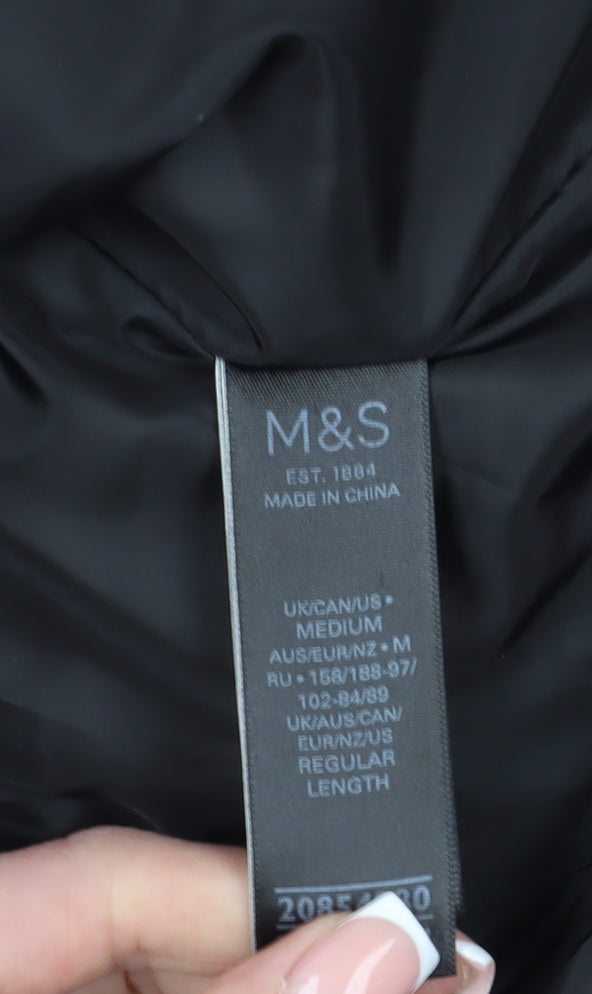 M&S
EST. 1884
MADE IN CHINA
UK/CAN/US •
MEDIUM
AUS/EUR/NZ • M
RU • 158/188-97/
102-84/89
UK/AUS/CAN/
EUR/NZ/US
REGULAR
LENGTH